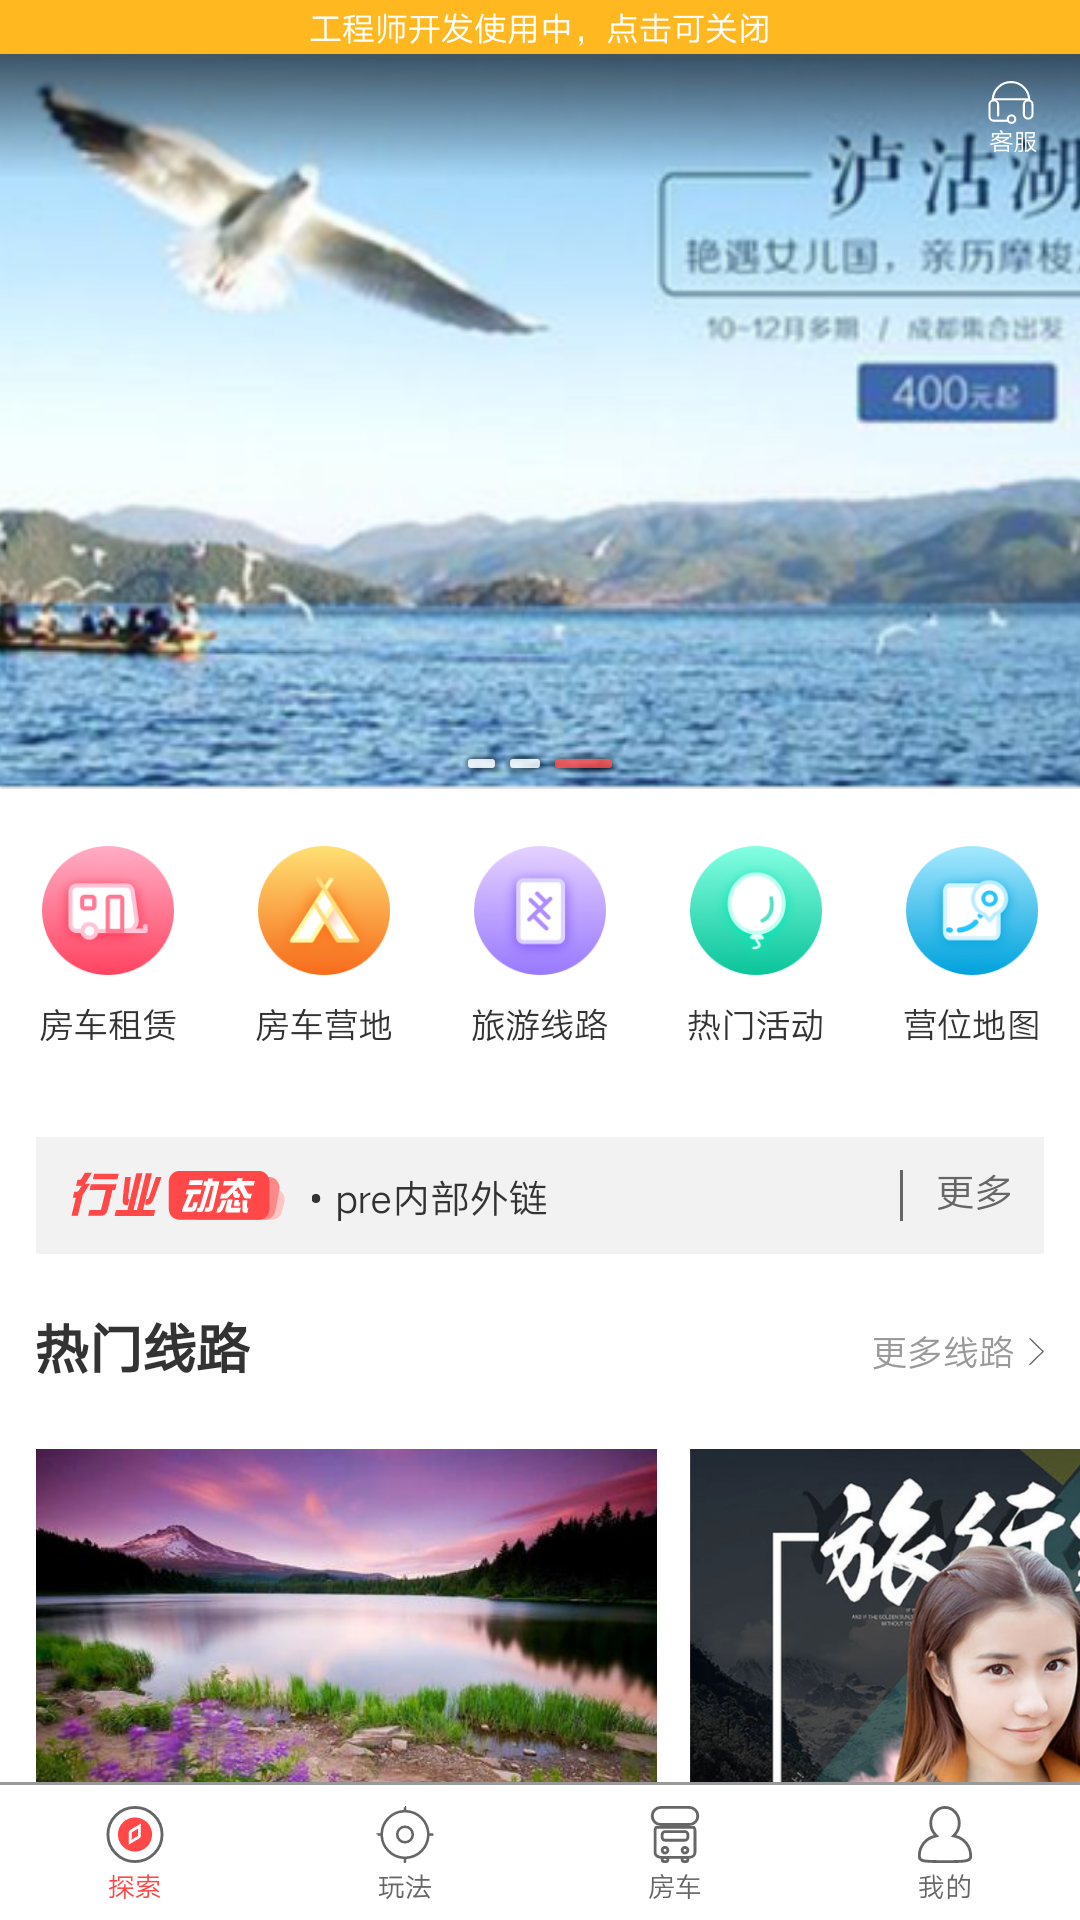 工程师开发使用中，点击可关闭
客服
泸沽湖
艳遇女儿国，亲历摩梭
10-12月多期 / 成都集合出发
400元起
房车租赁
房车营地
旅游线路
热门活动
营位地图
行业 动态 · pre内部外链 更多
热门线路
更多线路
旅行
探索
玩法
房车
我的